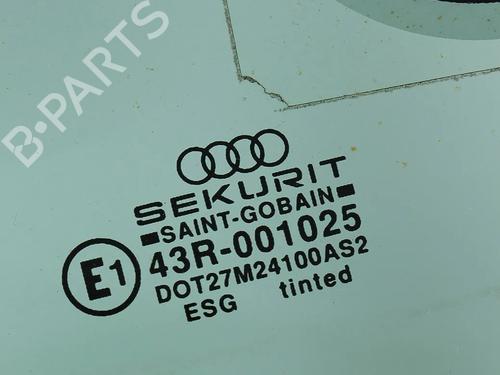 B-PARTS
SEKURIT
SAINT-GOBAIN
E1 43R-001025
DOT27M24100AS2
ESG tinted